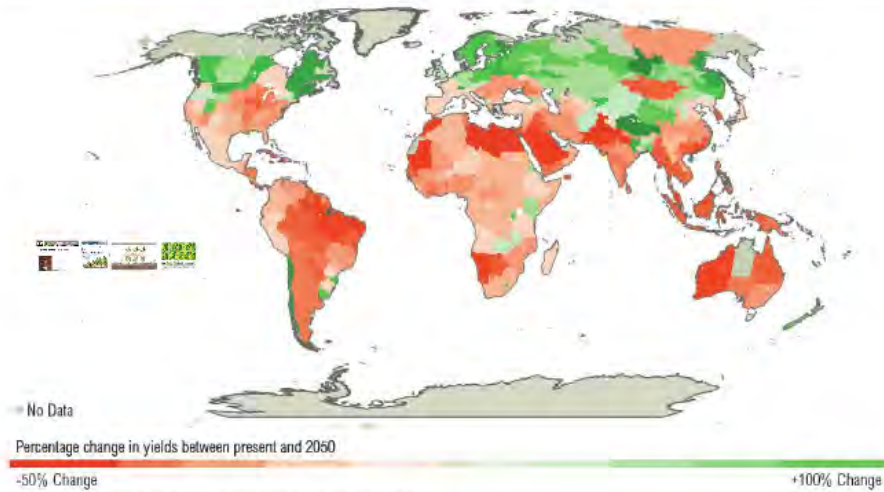 No Data
Percentage change in yields between present and 2050
-50% Change
+100% Change